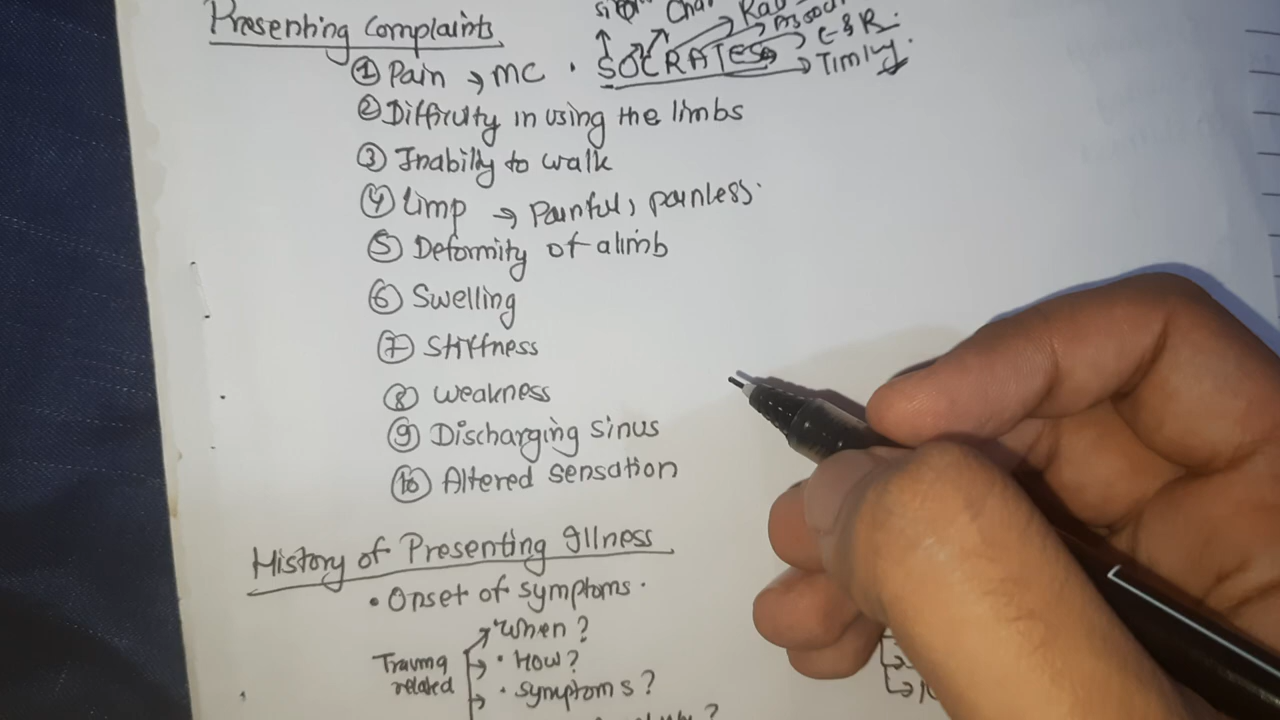 Presenting Complaints
① Pain → MC . SOCRATES → Timing.
E & R.
② Difficulty in using the limbs
③ Inability to walk
④ Limp → Painful, painless.
⑤ Deformity of a limb
⑥ Swelling
⑦ Stiffness
⑧ Weakness
⑨ Discharging sinus
⑩ Altered sensation
History of Presenting Illness
• Onset of symptoms.
Trauma related
When?
• How?
• Symptoms?